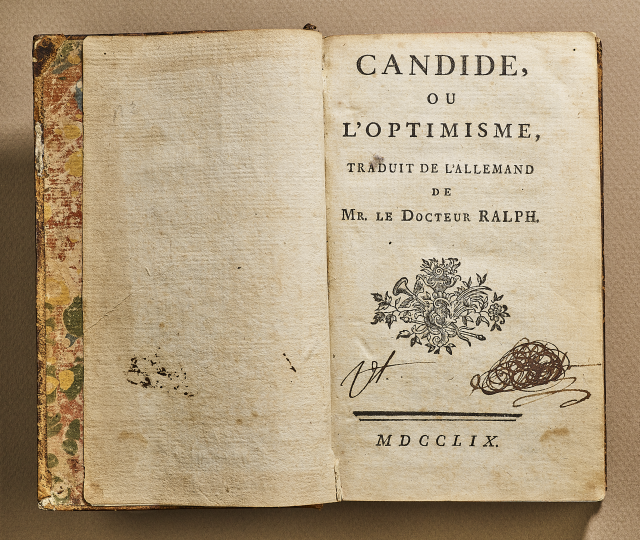 CANDIDE,
OU
L'OPTIMISME,
TRADUIT DE L'ALLEMAND
DE
MR. LE DOCTEUR RALPH.
MDCCLIX.